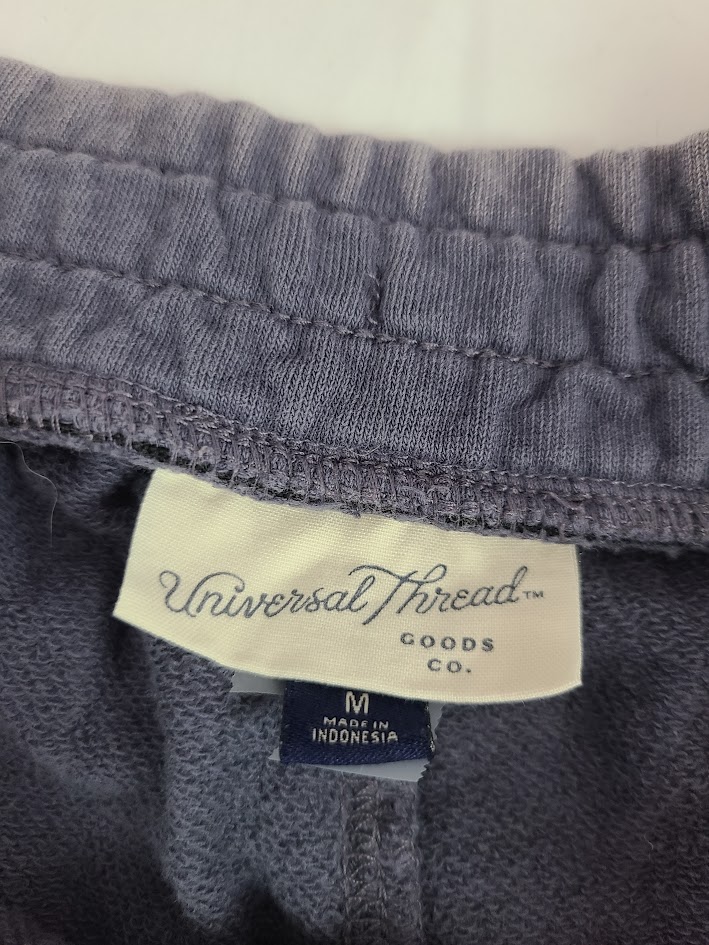 Universal Thread™
GOODS
CO.
M
MADE IN
INDONESIA